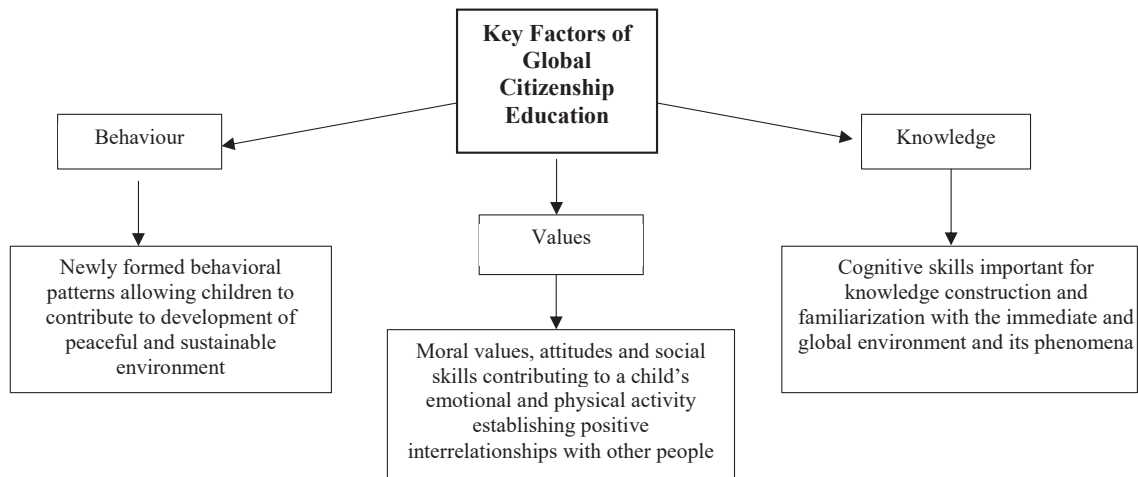 Key Factors of
Global
Citizenship
Education
Behaviour
Knowledge
Values
Newly formed behavioral
patterns allowing children to
contribute to development of
peaceful and sustainable
environment
Cognitive skills important for
knowledge construction and
familiarization with the immediate and
global environment and its phenomena
Moral values, attitudes and social
skills contributing to a child’s
emotional and physical activity
establishing positive
interrelationships with other people